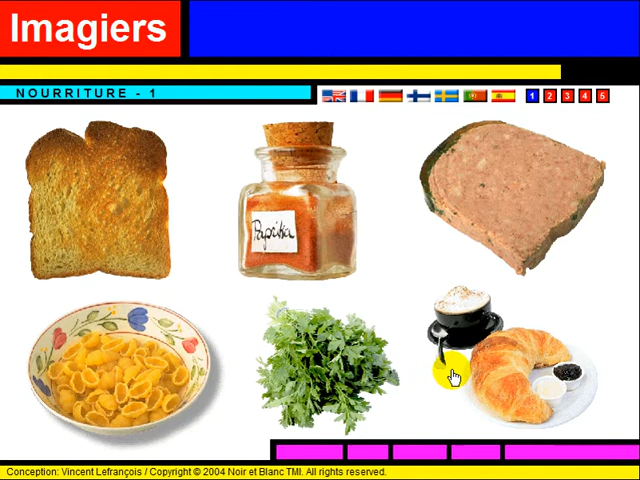 Imagiers
NOURRITURE - 1
1 2 3 4 5
Paprika
Conception: Vincent Lefrançois / Copyright © 2004 Noir et Blanc TMI. All rights reserved.